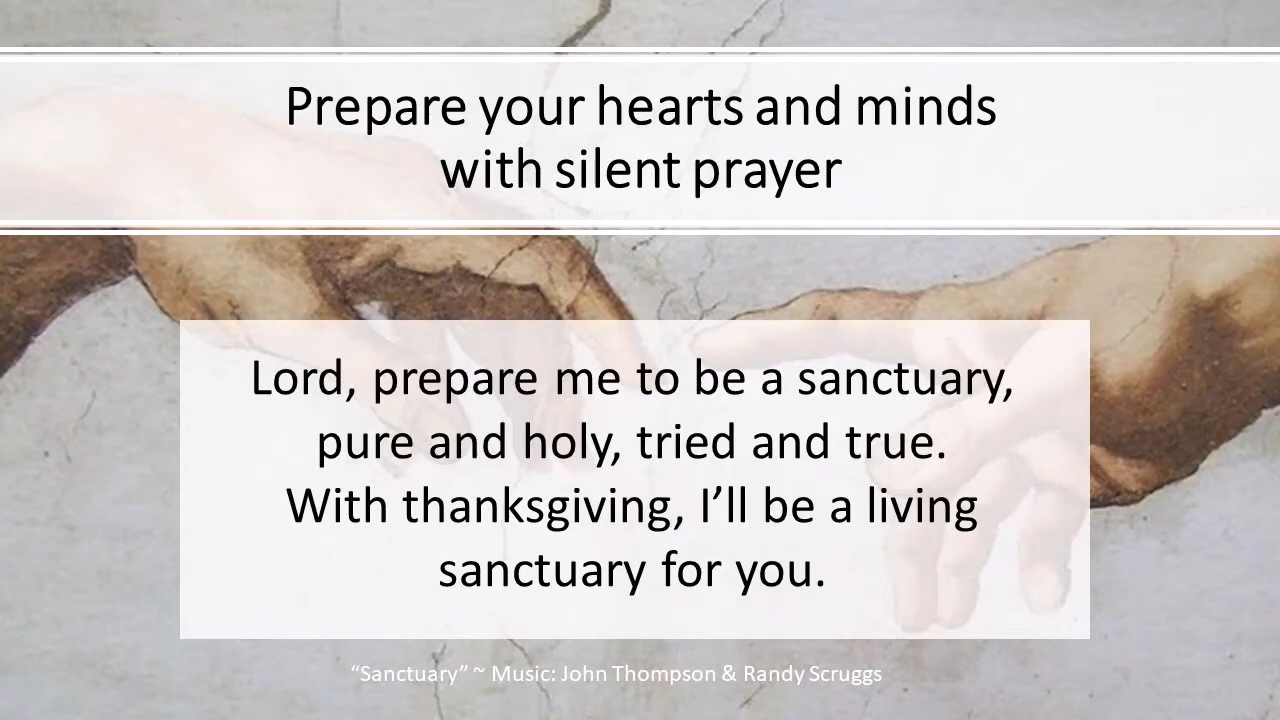 Prepare your hearts and minds
with silent prayer
Lord, prepare me to be a sanctuary,
pure and holy, tried and true.
With thanksgiving, I’ll be a living
sanctuary for you.
“Sanctuary” ~ Music: John Thompson & Randy Scruggs